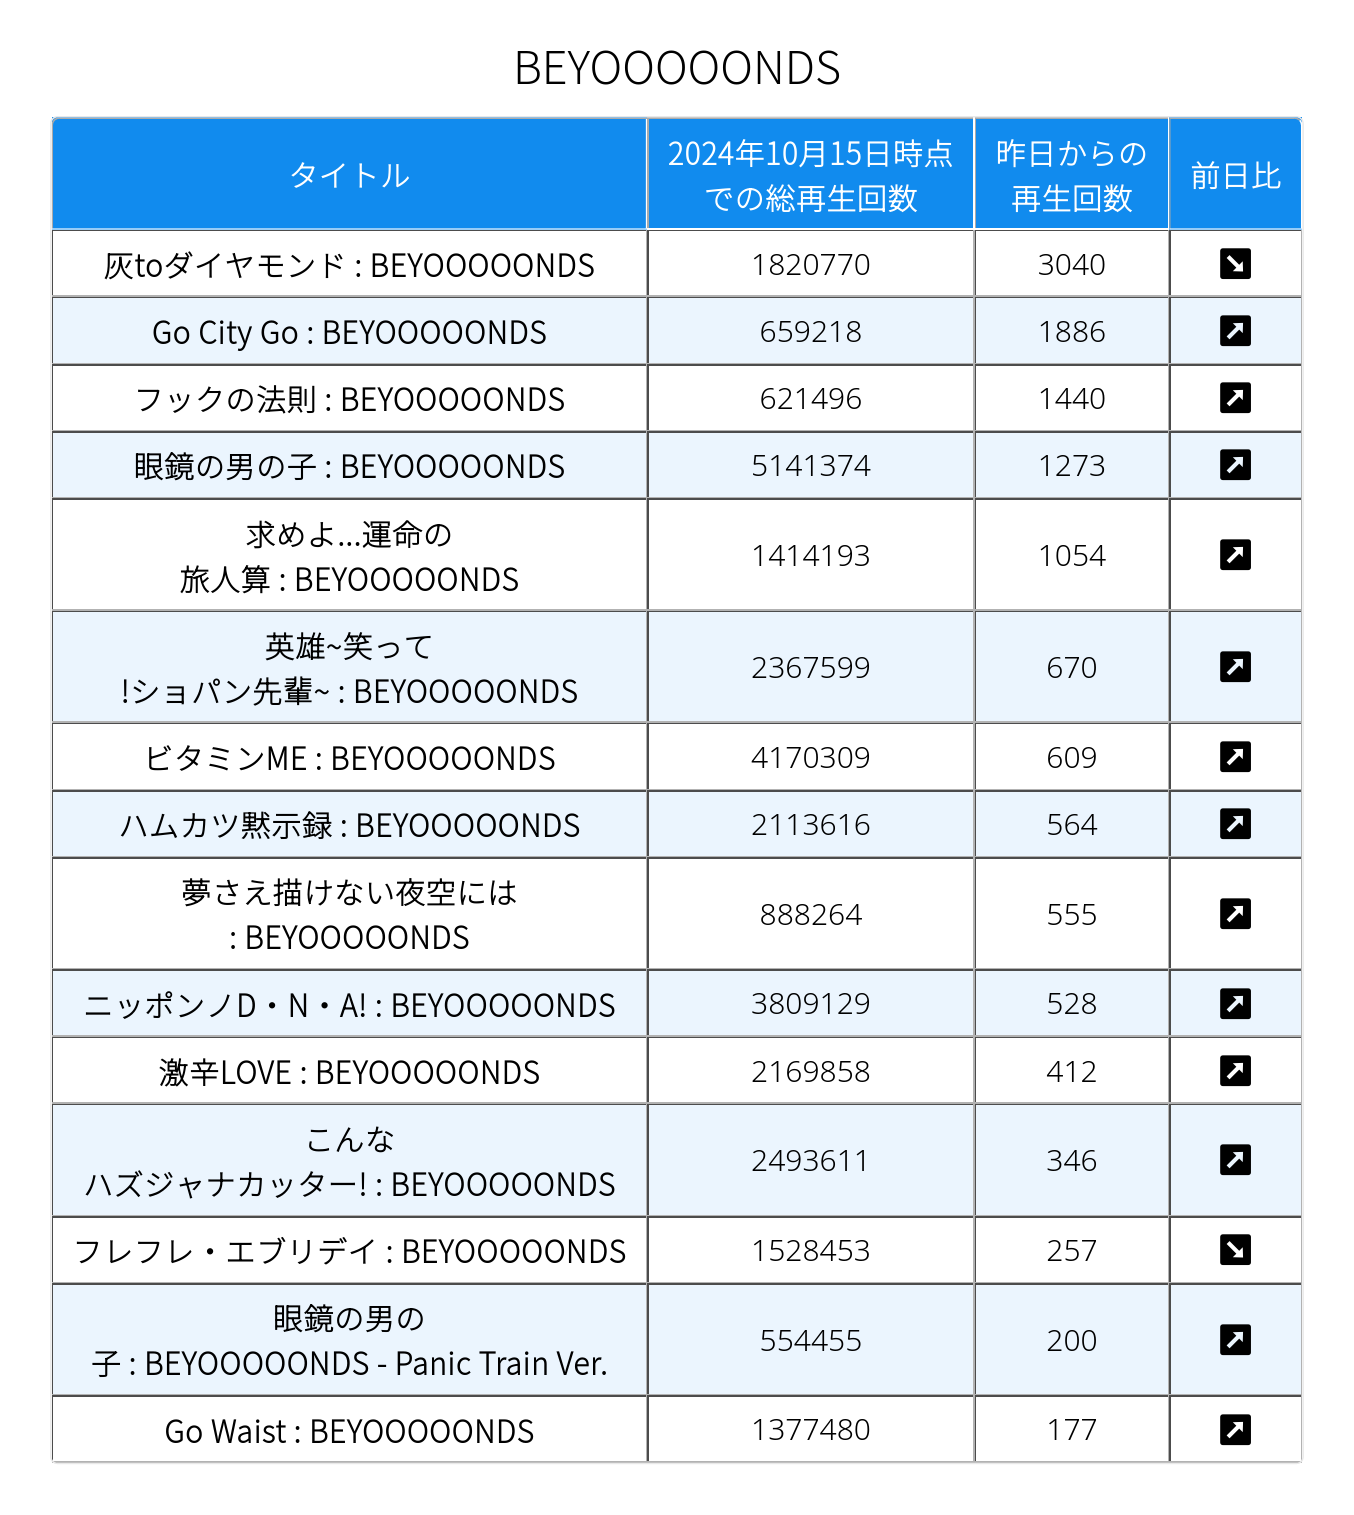 BEYOOOOONDS
タイトル
2024年10月15日時点
での総再生回数
昨日からの
再生回数
前日比
灰toダイヤモンド : BEYOOOOONDS 1820770 3040
Go City Go : BEYOOOOONDS 659218 1886
フックの法則 : BEYOOOOONDS 621496 1440
眼鏡の男の子 : BEYOOOOONDS 5141374 1273
求めよ...運命の
旅人算 : BEYOOOOONDS 1414193 1054
英雄~笑って
!ショパン先輩~ : BEYOOOOONDS 2367599 670
ビタミンME : BEYOOOOONDS 4170309 609
ハムカツ黙示録 : BEYOOOOONDS 2113616 564
夢さえ描けない夜空には
: BEYOOOOONDS 888264 555
ニッポンノD・N・A! : BEYOOOOONDS 3809129 528
激辛LOVE : BEYOOOOONDS 2169858 412
こんな
ハズジャナカッター! : BEYOOOOONDS 2493611 346
フレフレ・エブリデイ : BEYOOOOONDS 1528453 257
眼鏡の男の
子 : BEYOOOOONDS - Panic Train Ver. 554455 200
Go Waist : BEYOOOOONDS 1377480 177